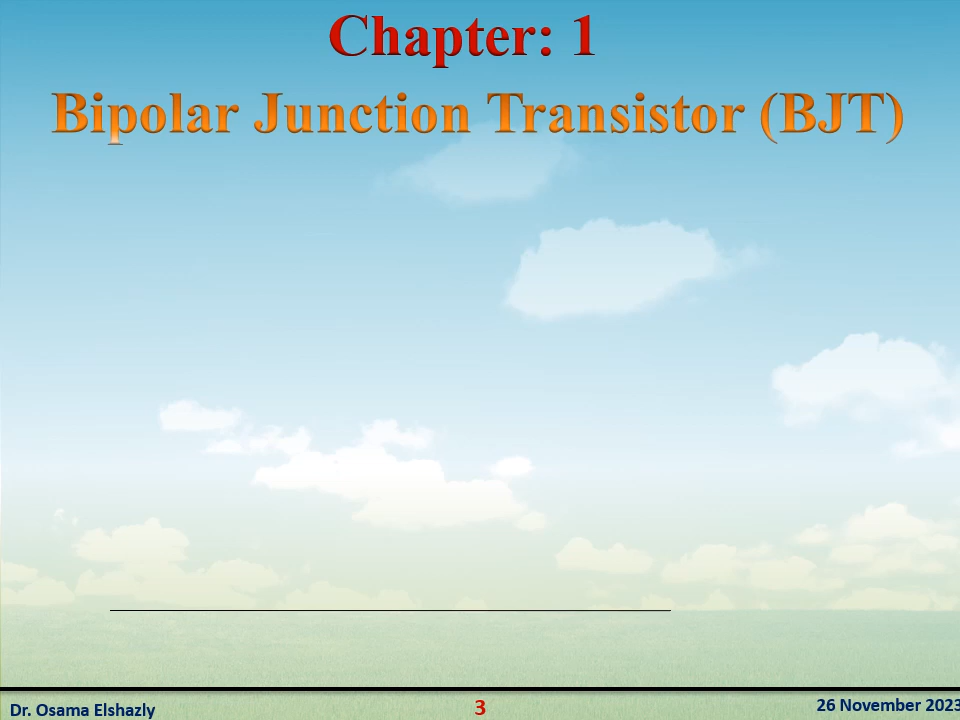 Chapter: 1
Bipolar Junction Transistor (BJT)
Dr. Osama Elshazly
3
26 November 2023